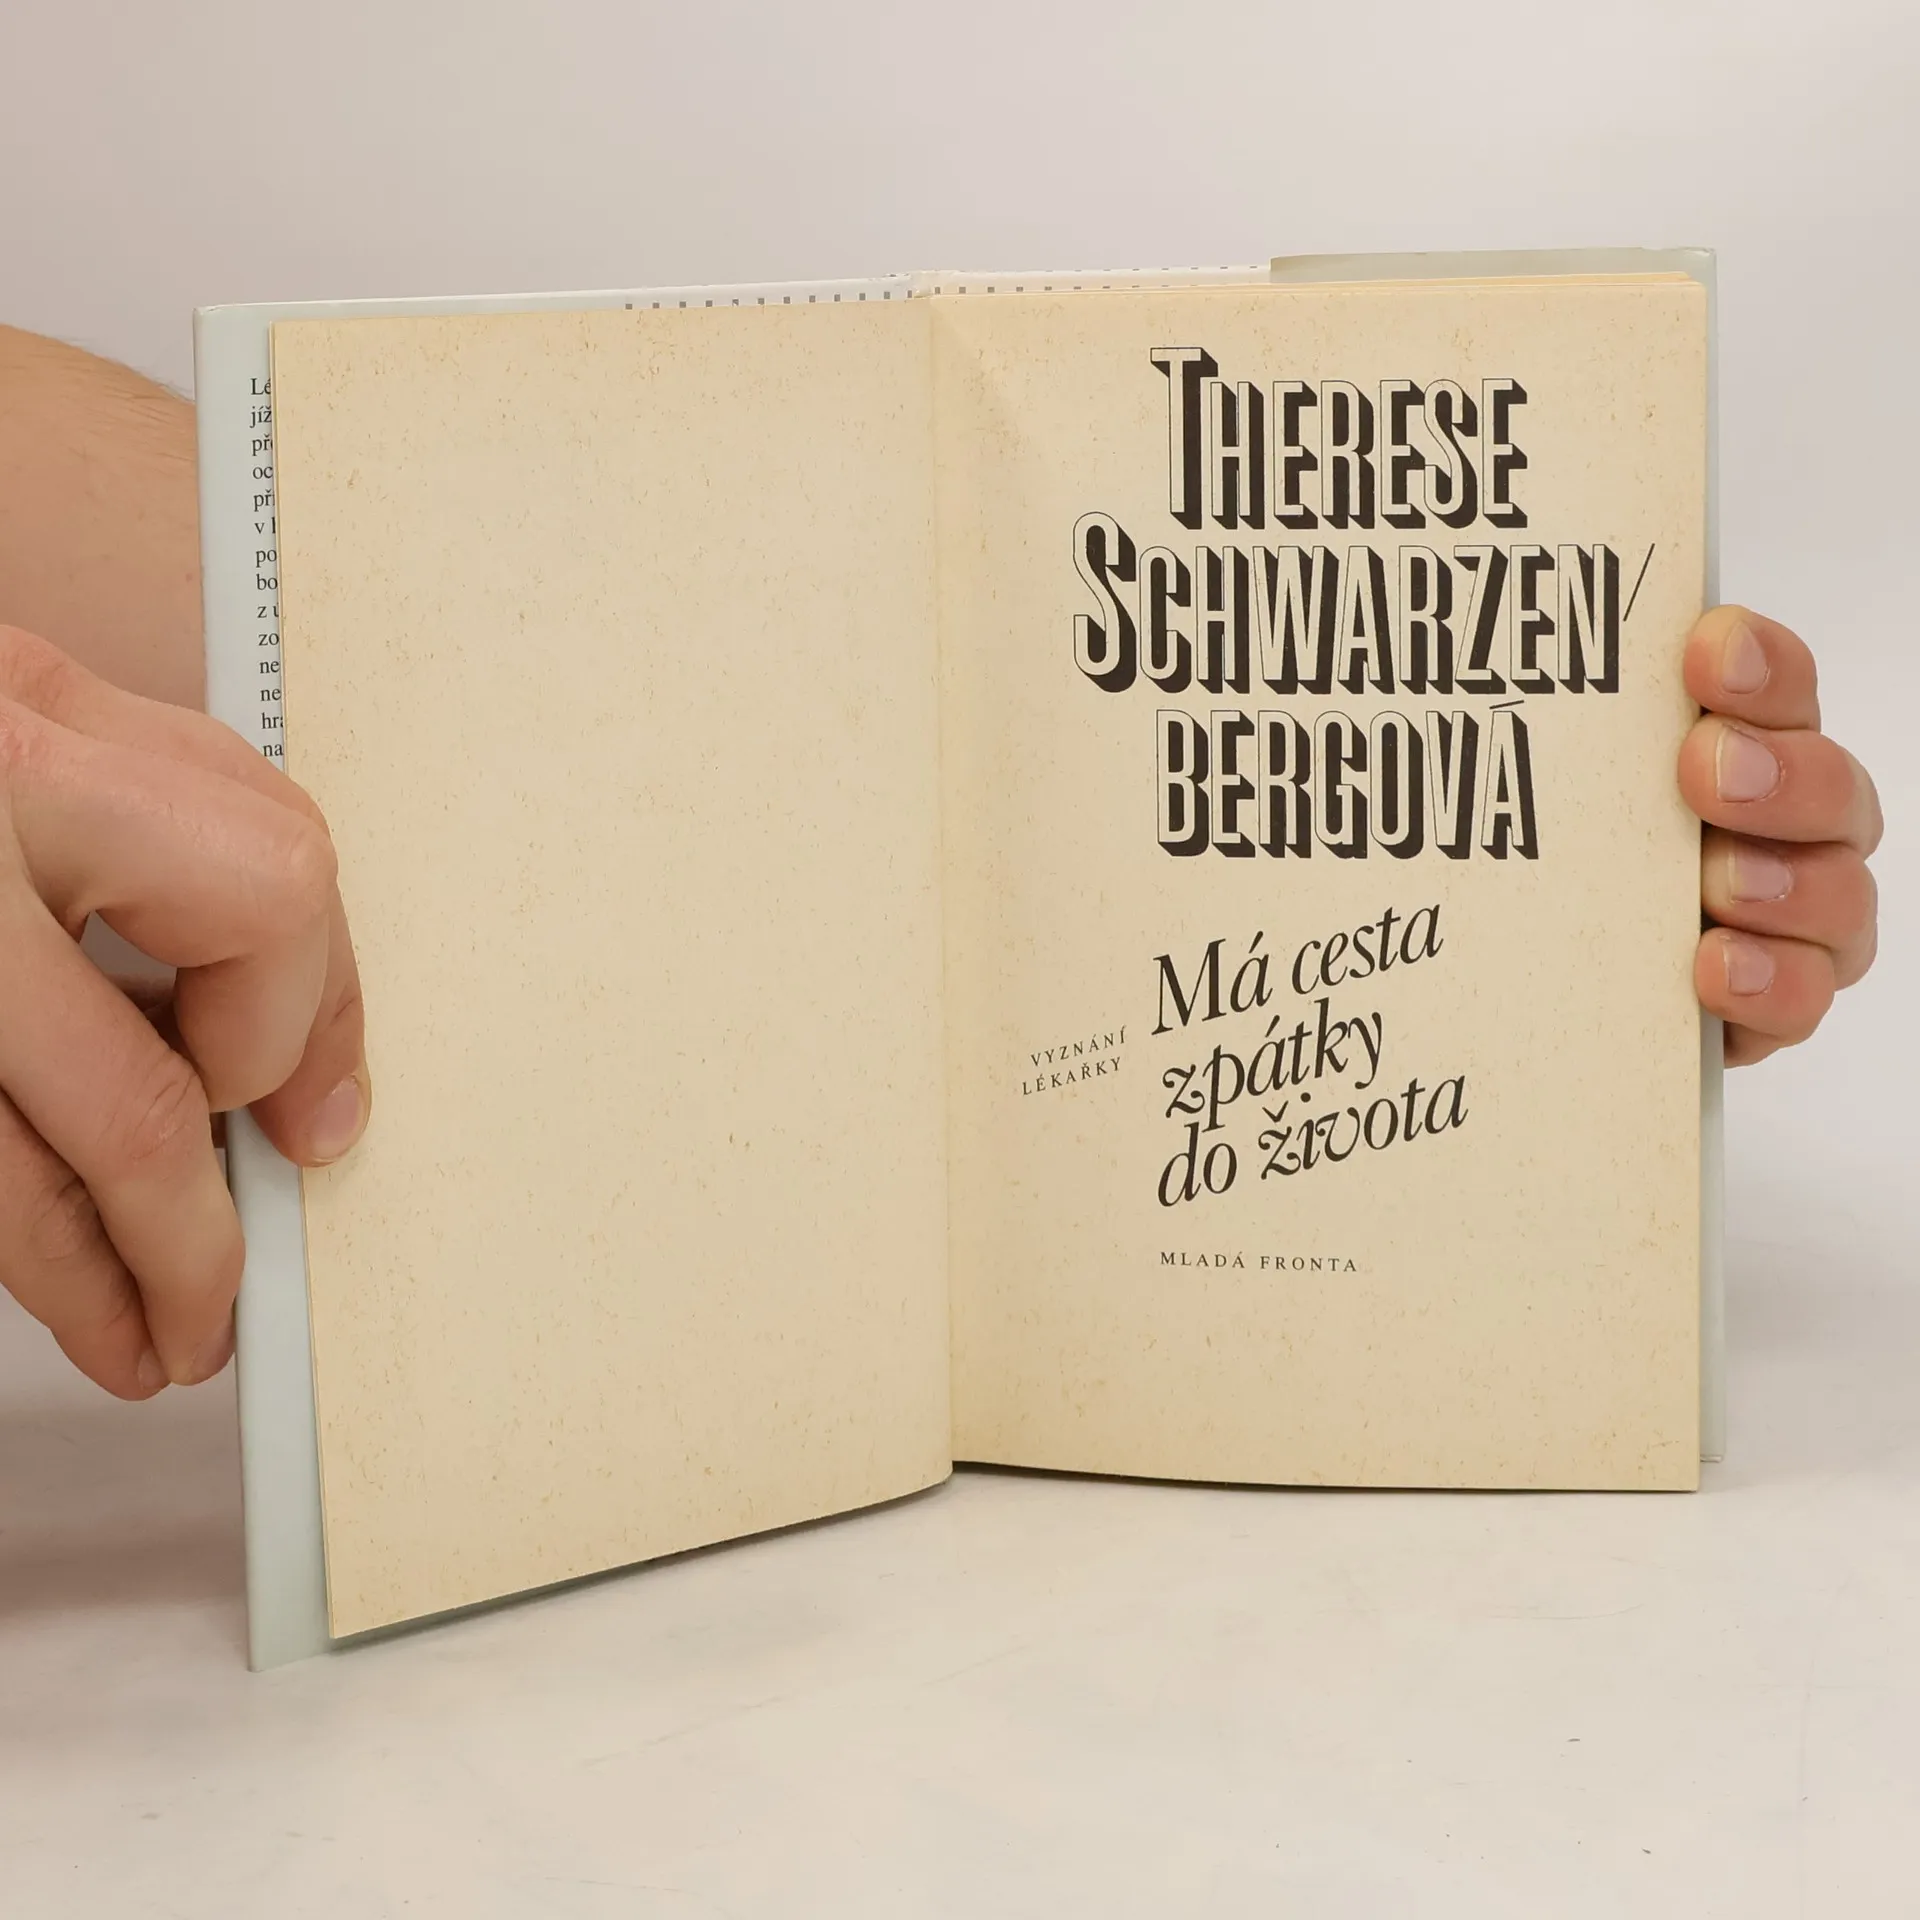 THERESE
SCHWARZEN/
BERGOVÁ
Má cesta
zpátky
do života
VYZNÁNÍ
LÉKAŘKY
MLADÁ FRONTA